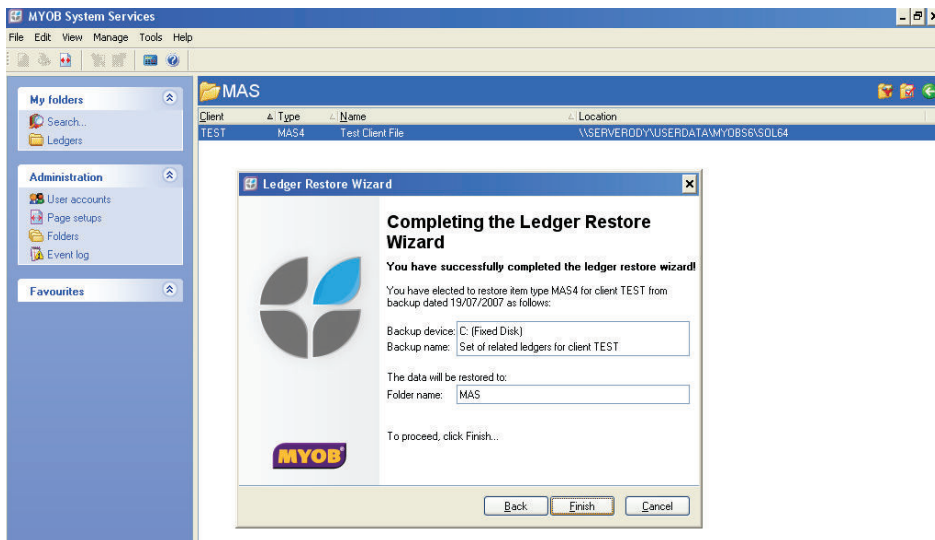 MYOB System Services
File Edit View Manage Tools Help
My folders
Search...
Ledgers
Administration
User accounts
Page setups
Folders
Event log
Favourites
MAS
Client Type Name Location
TEST MAS4 Test Client File \\SERVERODY\USERDATA\MYOBS6\SOL64
Ledger Restore Wizard
Completing the Ledger Restore
Wizard
You have successfully completed the ledger restore wizard!
You have elected to restore item type MAS4 for client TEST from
backup dated 19/07/2007 as follows:
Backup device: C: (Fixed Disk)
Backup name: Set of related ledgers for client TEST
The data will be restored to:
Folder name: MAS
To proceed, click Finish...
MYOB
Back Finish Cancel